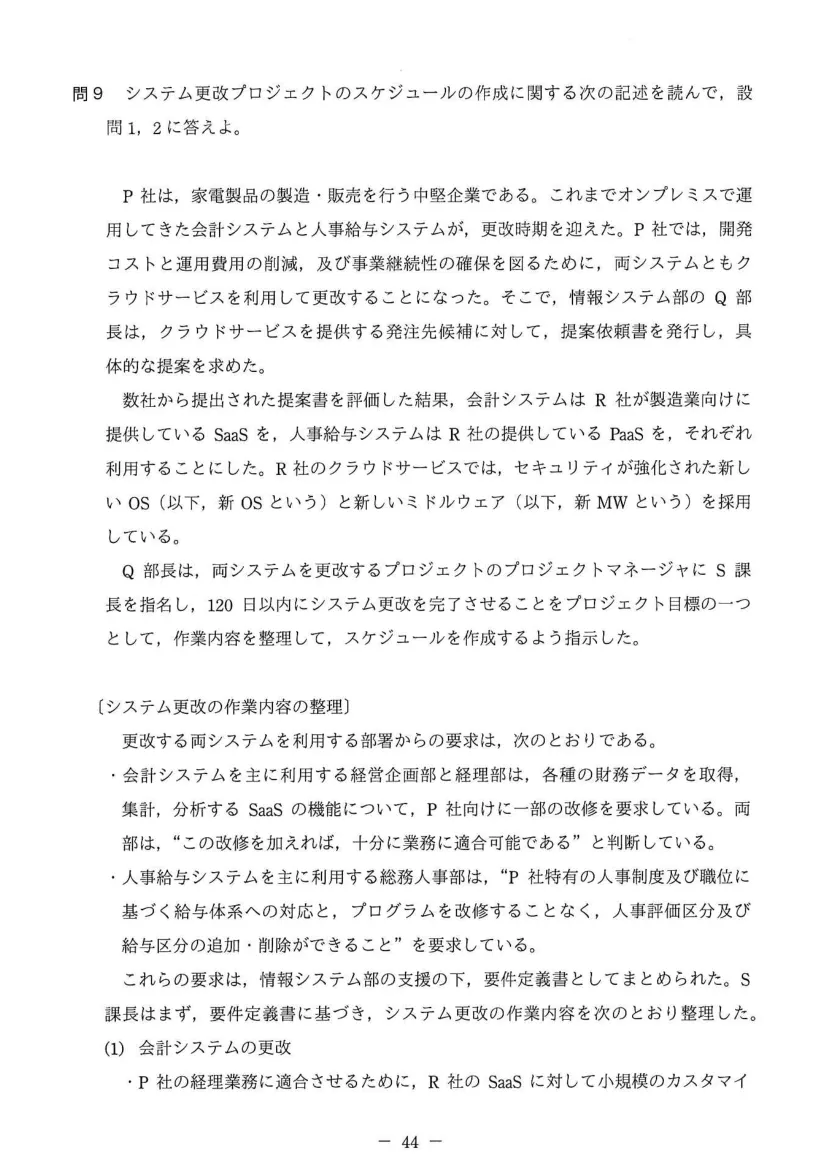 問9　システム更改プロジェクトのスケジュールの作成に関する次の記述を読んで，設
問1，2に答えよ。
P 社は，家電製品の製造・販売を行う中堅企業である。これまでオンプレミスで運
用してきた会計システムと人事給与システムが，更改時期を迎えた。P 社では，開発
コストと運用費用の削減，及び事業継続性の確保を図るために，両システムともク
ラウドサービスを利用して更改することになった。そこで，情報システム部の Q 部
長は，クラウドサービスを提供する発注先候補に対して，提案依頼書を発行し，具
体的な提案を求めた。
数社から提出された提案書を評価した結果，会計システムは R 社が製造業向けに
提供している SaaS を，人事給与システムは R 社の提供している PaaS を，それぞれ
利用することにした。R 社のクラウドサービスでは，セキュリティが強化された新し
い OS（以下，新 OS という）と新しいミドルウェア（以下，新 MW という）を採用
している。
Q 部長は，両システムを更改するプロジェクトのプロジェクトマネージャに S 課
長を指名し，120 日以内にシステム更改を完了させることをプロジェクト目標の一つ
として，作業内容を整理して，スケジュールを作成するよう指示した。
〔システム更改の作業内容の整理〕
更改する両システムを利用する部署からの要求は，次のとおりである。
・会計システムを主に利用する経営企画部と経理部は，各種の財務データを取得，
集計，分析する SaaS の機能について，P 社向けに一部の改修を要求している。両
部は，“この改修を加えれば，十分に業務に適合可能である”と判断している。
・人事給与システムを主に利用する総務人事部は，“P 社特有の人事制度及び職位に
基づく給与体系への対応と，プログラムを改修することなく，人事評価区分及び
給与区分の追加・削除ができること”を要求している。
これらの要求は，情報システム部の支援の下，要件定義書としてまとめられた。S
課長はまず，要件定義書に基づき，システム更改の作業内容を次のとおり整理した。
(1) 会計システムの更改
・P 社の経理業務に適合させるために，R 社の SaaS に対して小規模のカスタマイ
－ 44 －